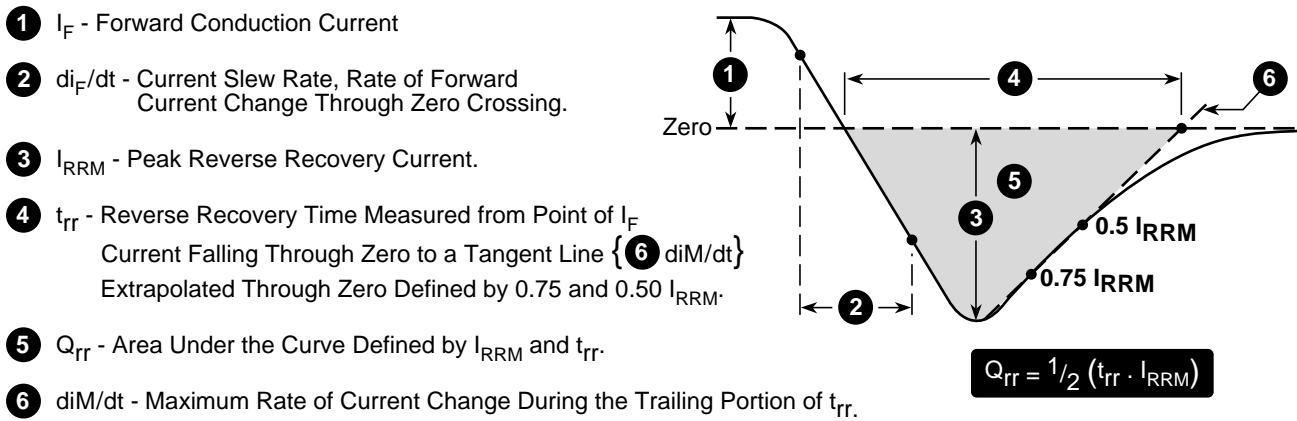 1 I_F - Forward Conduction Current
2 di_F/dt - Current Slew Rate, Rate of Forward
Current Change Through Zero Crossing.
3 I_RRM - Peak Reverse Recovery Current.
4 t_rr - Reverse Recovery Time Measured from Point of I_F
Current Falling Through Zero to a Tangent Line {6 diM/dt}
Extrapolated Through Zero Defined by 0.75 and 0.50 I_RRM.
5 Q_rr - Area Under the Curve Defined by I_RRM and t_rr.
6 diM/dt - Maximum Rate of Current Change During the Trailing Portion of t_rr.
1
4
6
Zero
5
3
0.5 I_RRM
0.75 I_RRM
2
Q_rr = 1/2 (t_rr . I_RRM)